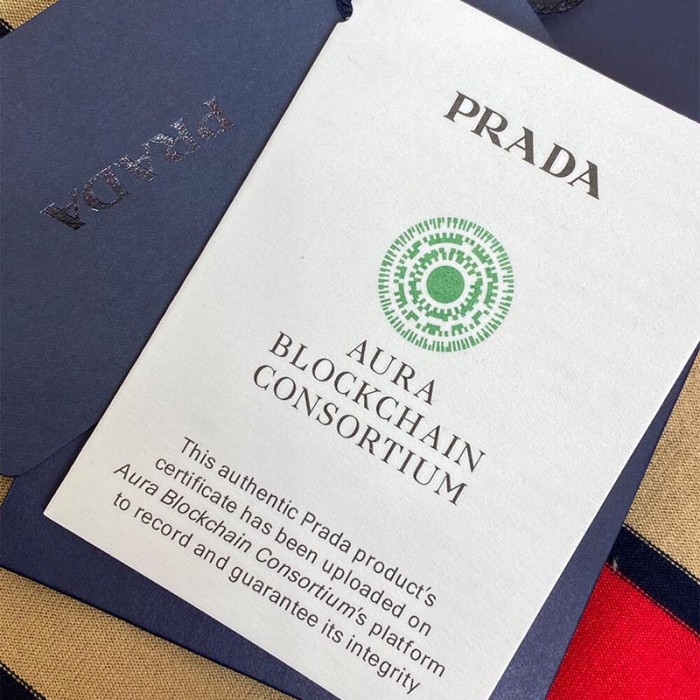 PRADA
PRADA
AURA
BLOCKCHAIN
CONSORTIUM
This authentic Prada product's
certificate has been uploaded on
Aura Blockchain Consortium's platform
to record and guarantee its integrity